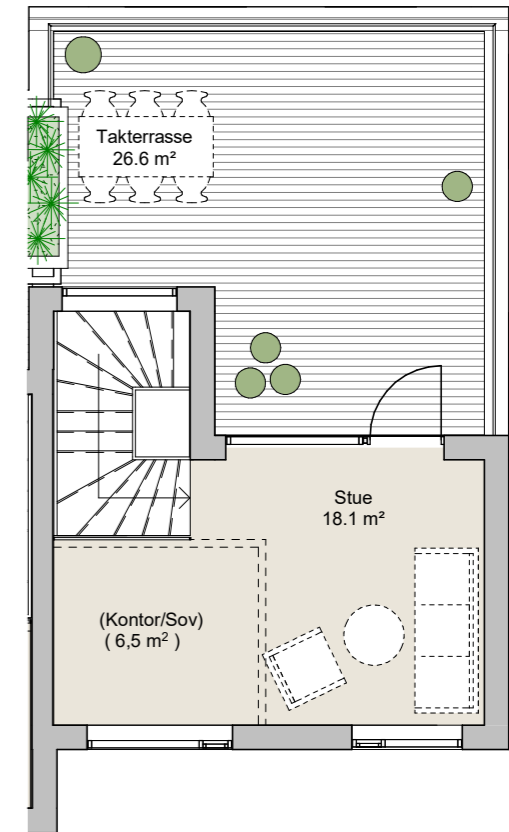 Takterrasse
26.6 m²
Stue
18.1 m²
(Kontor/Sov)
( 6,5 m² )